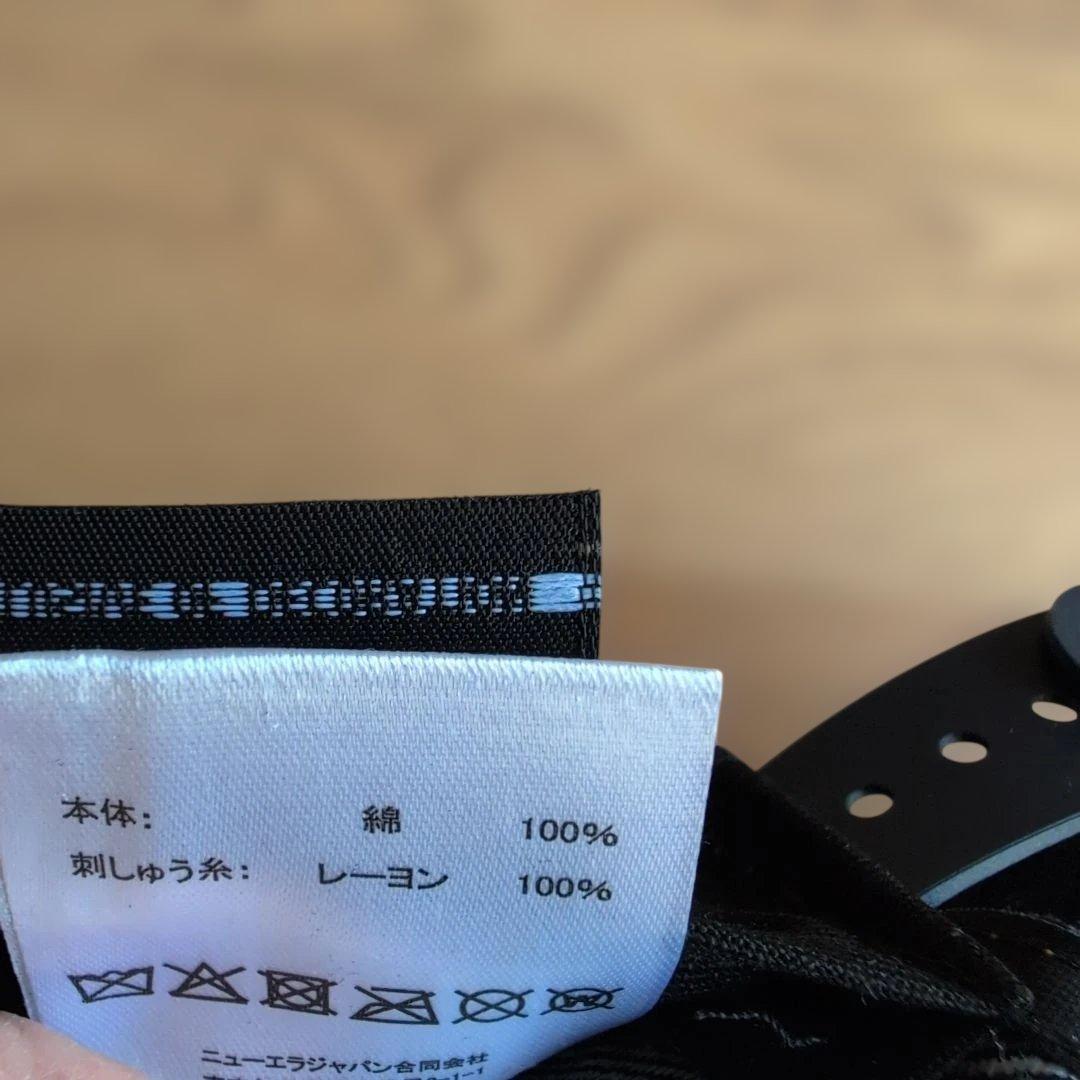 本体: 綿 100%
刺しゅう糸: レーヨン 100%
ニューエラジャパン合同会社